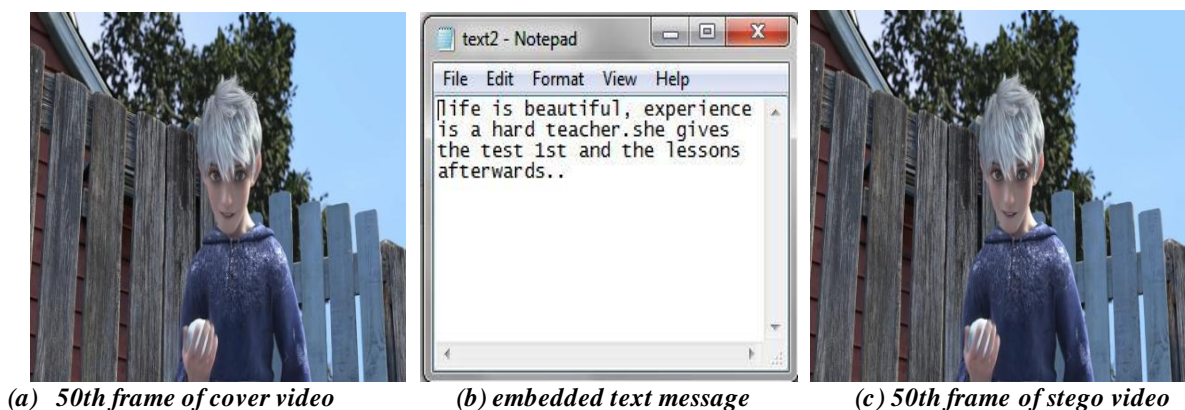 text2 - Notepad
File Edit Format View Help
life is beautiful, experience
is a hard teacher.she gives
the test 1st and the lessons
afterwards..
(a) 50th frame of cover video
(b) embedded text message
(c) 50th frame of stego video